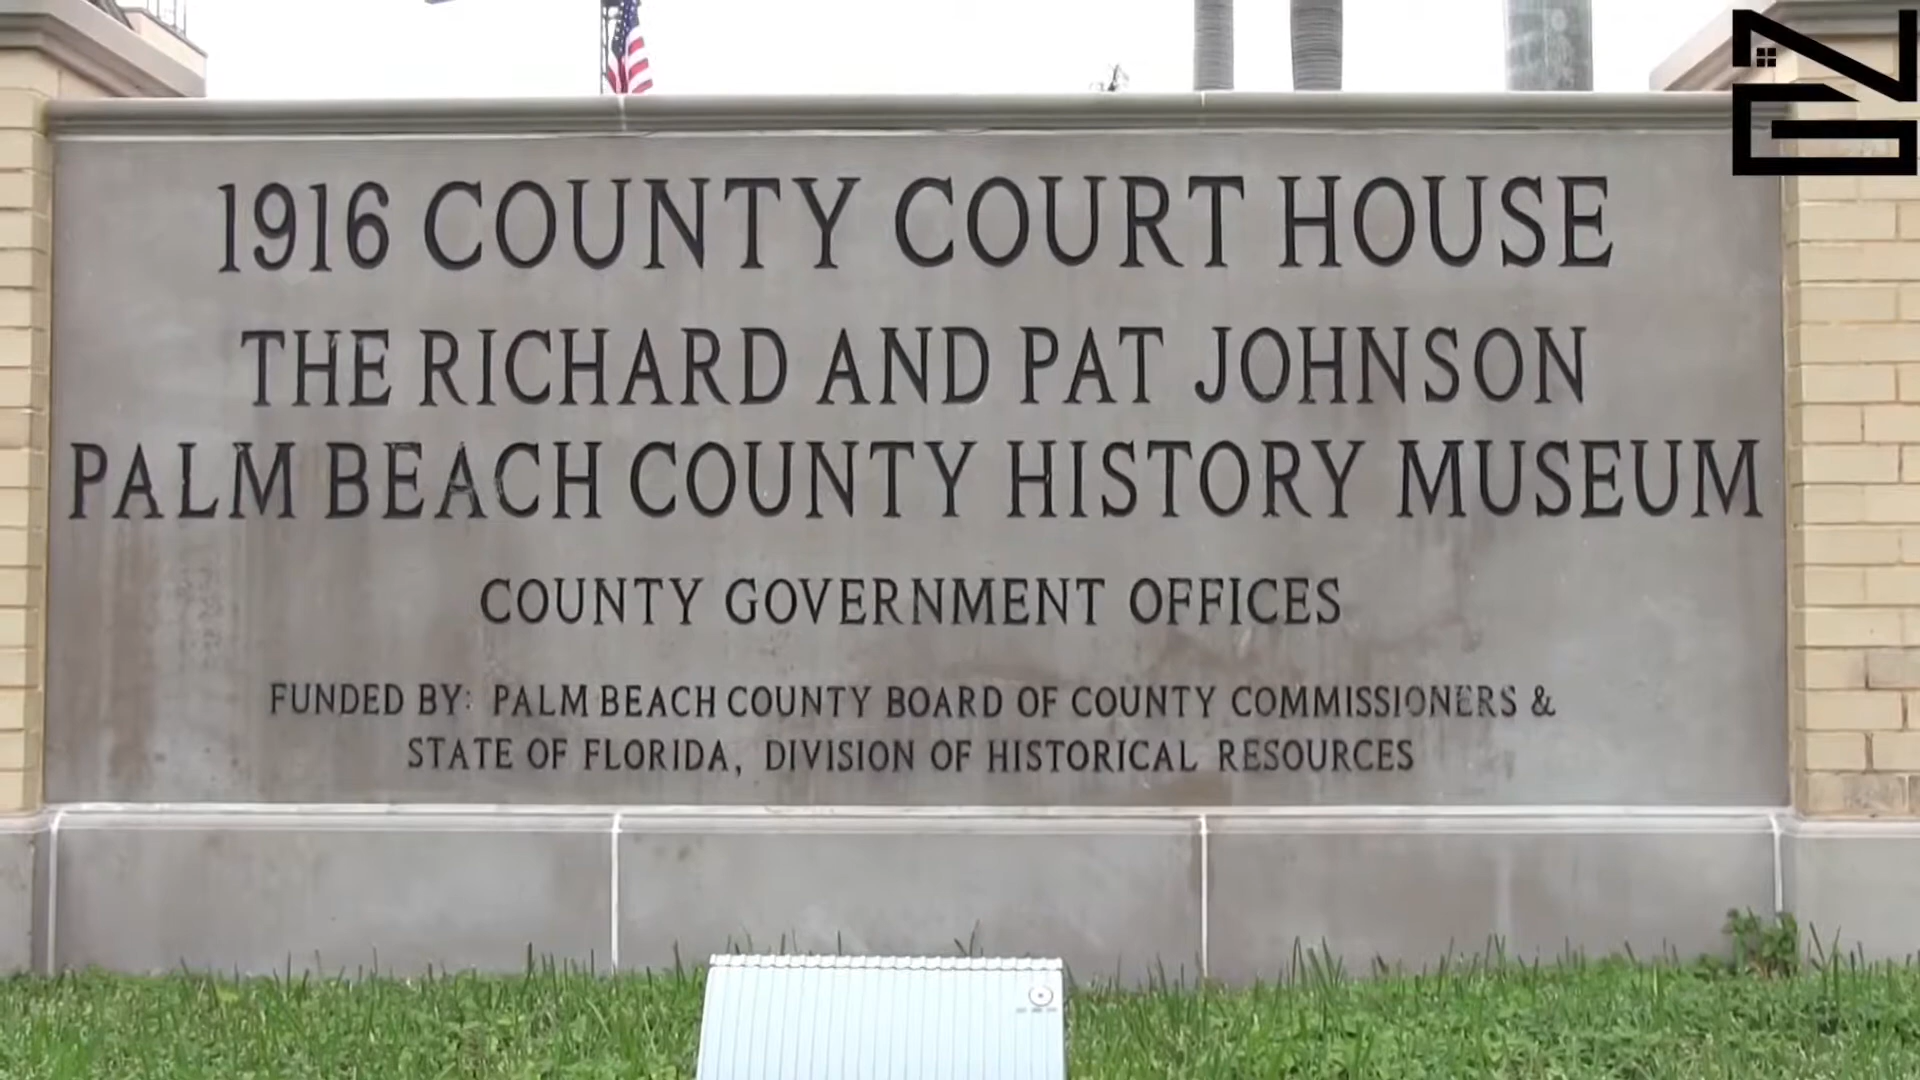 1916 COUNTY COURT HOUSE
THE RICHARD AND PAT JOHNSON
PALM BEACH COUNTY HISTORY MUSEUM
COUNTY GOVERNMENT OFFICES
FUNDED BY: PALM BEACH COUNTY BOARD OF COUNTY COMMISSIONERS &
STATE OF FLORIDA, DIVISION OF HISTORICAL RESOURCES